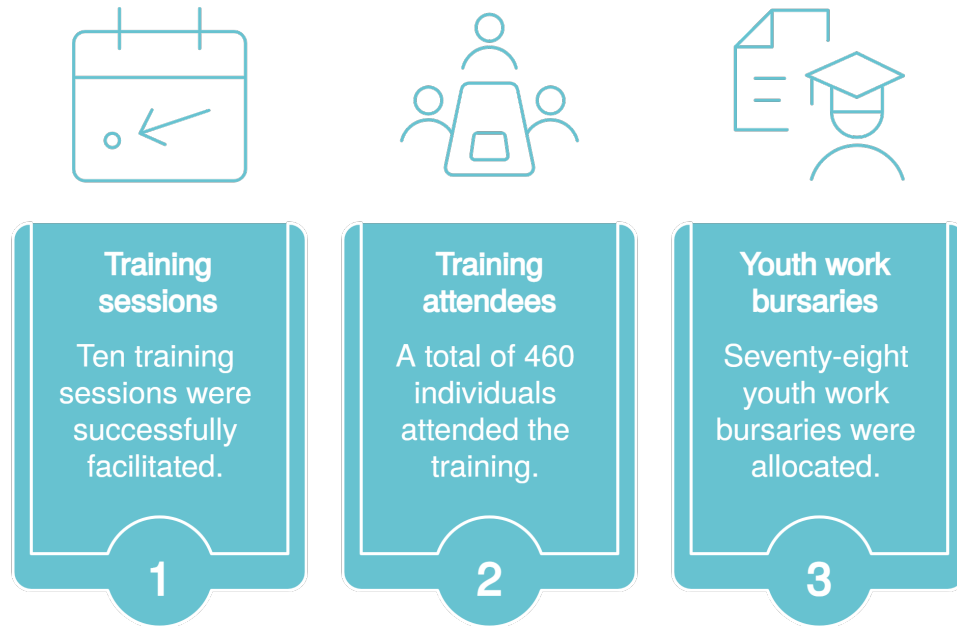 Training
sessions
Ten training
sessions were
successfully
facilitated.
1
Training
attendees
A total of 460
individuals
attended the
training.
2
Youth work
bursaries
Seventy-eight
youth work
bursaries were
allocated.
3